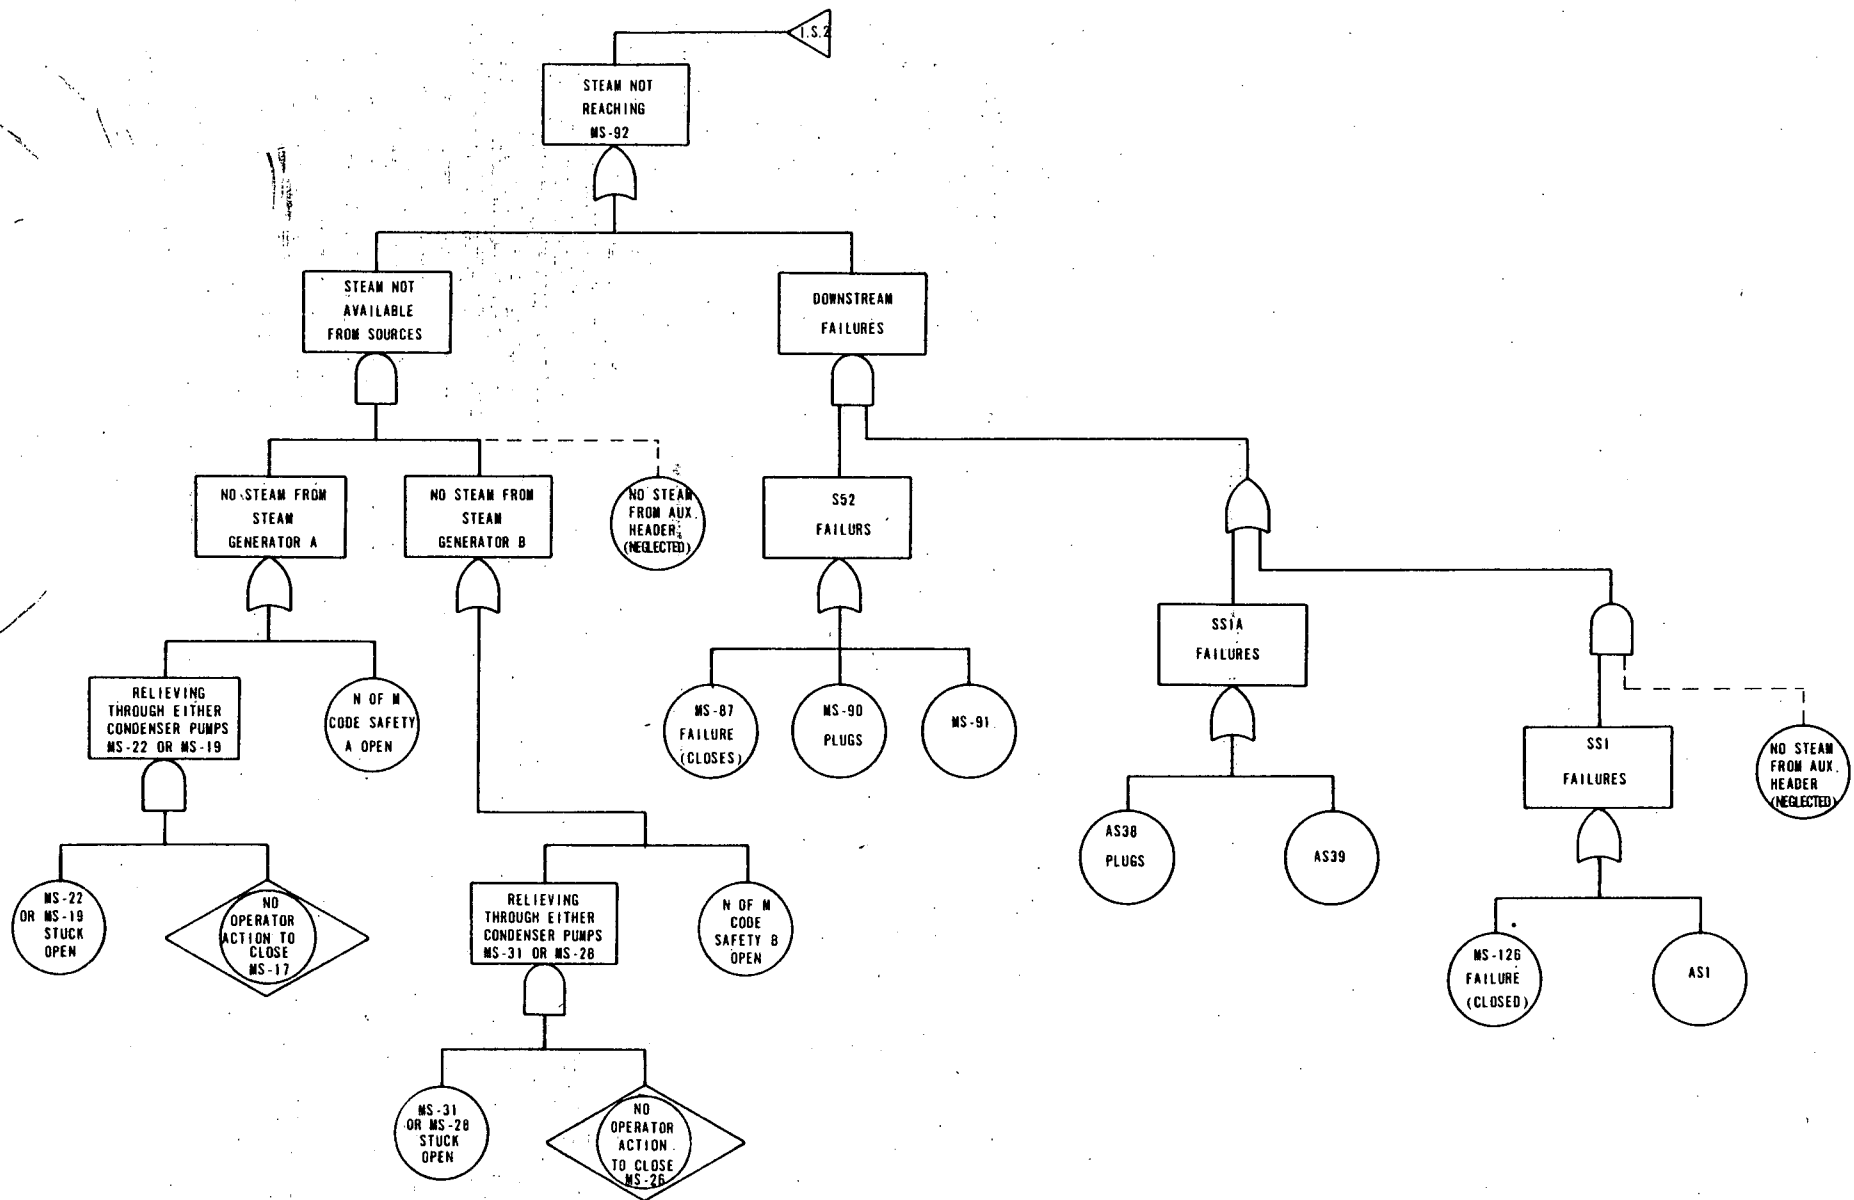 I.S.2
STEAM NOT
REACHING
MS-92
STEAM NOT
AVAILABLE
FROM SOURCES
DOWNSTREAM
FAILURES
NO STEAM FROM
STEAM
GENERATOR A
NO STEAM FROM
STEAM
GENERATOR B
NO STEAM
FROM AUX.
HEADER
(NEGLECTED)
S52
FAILURS
SS1A
FAILURES
RELIEVING
THROUGH EITHER
CONDENSER PUMPS
MS-22 OR MS-19
N OF M
CODE SAFETY
A OPEN
MS-87
FAILURE
(CLOSES)
MS-90
PLUGS
MS-91
SS1
FAILURES
NO STEAM
FROM AUX.
HEADER
(NEGLECTED)
AS38
PLUGS
AS39
MS-22
OR MS-19
STUCK
OPEN
NO
OPERATOR
ACTION TO
CLOSE
MS-17
RELIEVING
THROUGH EITHER
CONDENSER PUMPS
MS-31 OR MS-28
N OF M
CODE
SAFETY B
OPEN
MS-126
FAILURE
(CLOSED)
AS1
MS-31
OR MS-28
STUCK
OPEN
NO
OPERATOR
ACTION
TO CLOSE
MS-26